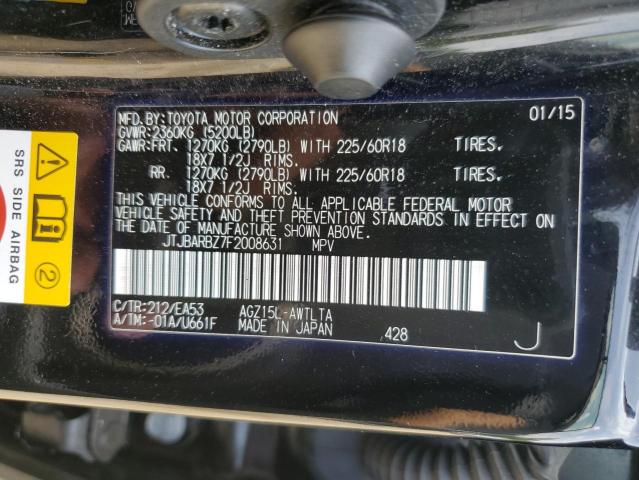 MFD.BY:TOYOTA MOTOR CORPORATION 01/15
GVWR:2360KG (5200LB)
GAWR:FRT. 1270KG (2790LB) WITH 225/60R18 TIRES.
18X7 1/2J RIMS.
RR. 1270KG (2790LB) WITH 225/60R18 TIRES.
18X7 1/2J RIMS.
THIS VEHICLE CONFORMS TO ALL APPLICABLE FEDERAL MOTOR
VEHICLE SAFETY AND THEFT PREVENTION STANDARDS IN EFFECT ON
THE DATE OF MANUFACTURE SHOWN ABOVE.
JTJBARBZ7F2008631 MPV
C/TR:212/EA53 AGZ15L-AWTLTA
A/TM:-01A/U661F MADE IN JAPAN 428
J
SRS SIDE AIRBAG
2